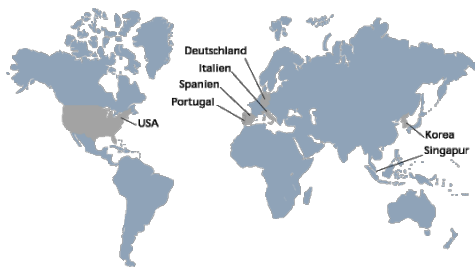 Deutschland
Italien
Spanien
Portugal
USA
Korea
Singapur